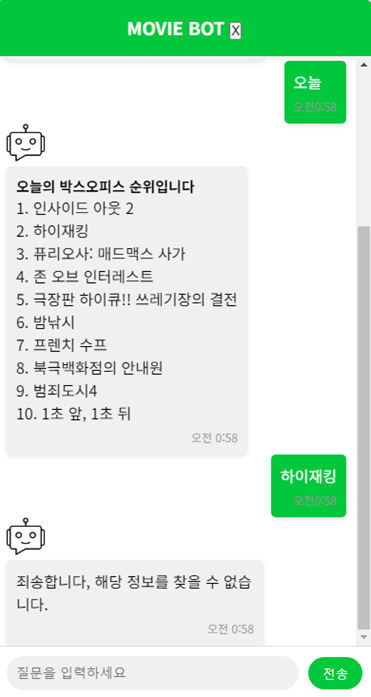 MOVIE BOT X
오늘
오전0:58
오늘의 박스오피스 순위입니다
1. 인사이드 아웃 2
2. 하이재킹
3. 퓨리오사: 매드맥스 사가
4. 존 오브 인터레스트
5. 극장판 하이큐!! 쓰레기장의 결전
6. 밤낚시
7. 프렌치 수프
8. 북극백화점의 안내원
9. 범죄도시4
10. 1초 앞, 1초 뒤
오전 0:58
하이재킹
오전0:58
죄송합니다, 해당 정보를 찾을 수 없습
니다.
오전 0:58
질문을 입력하세요 전송